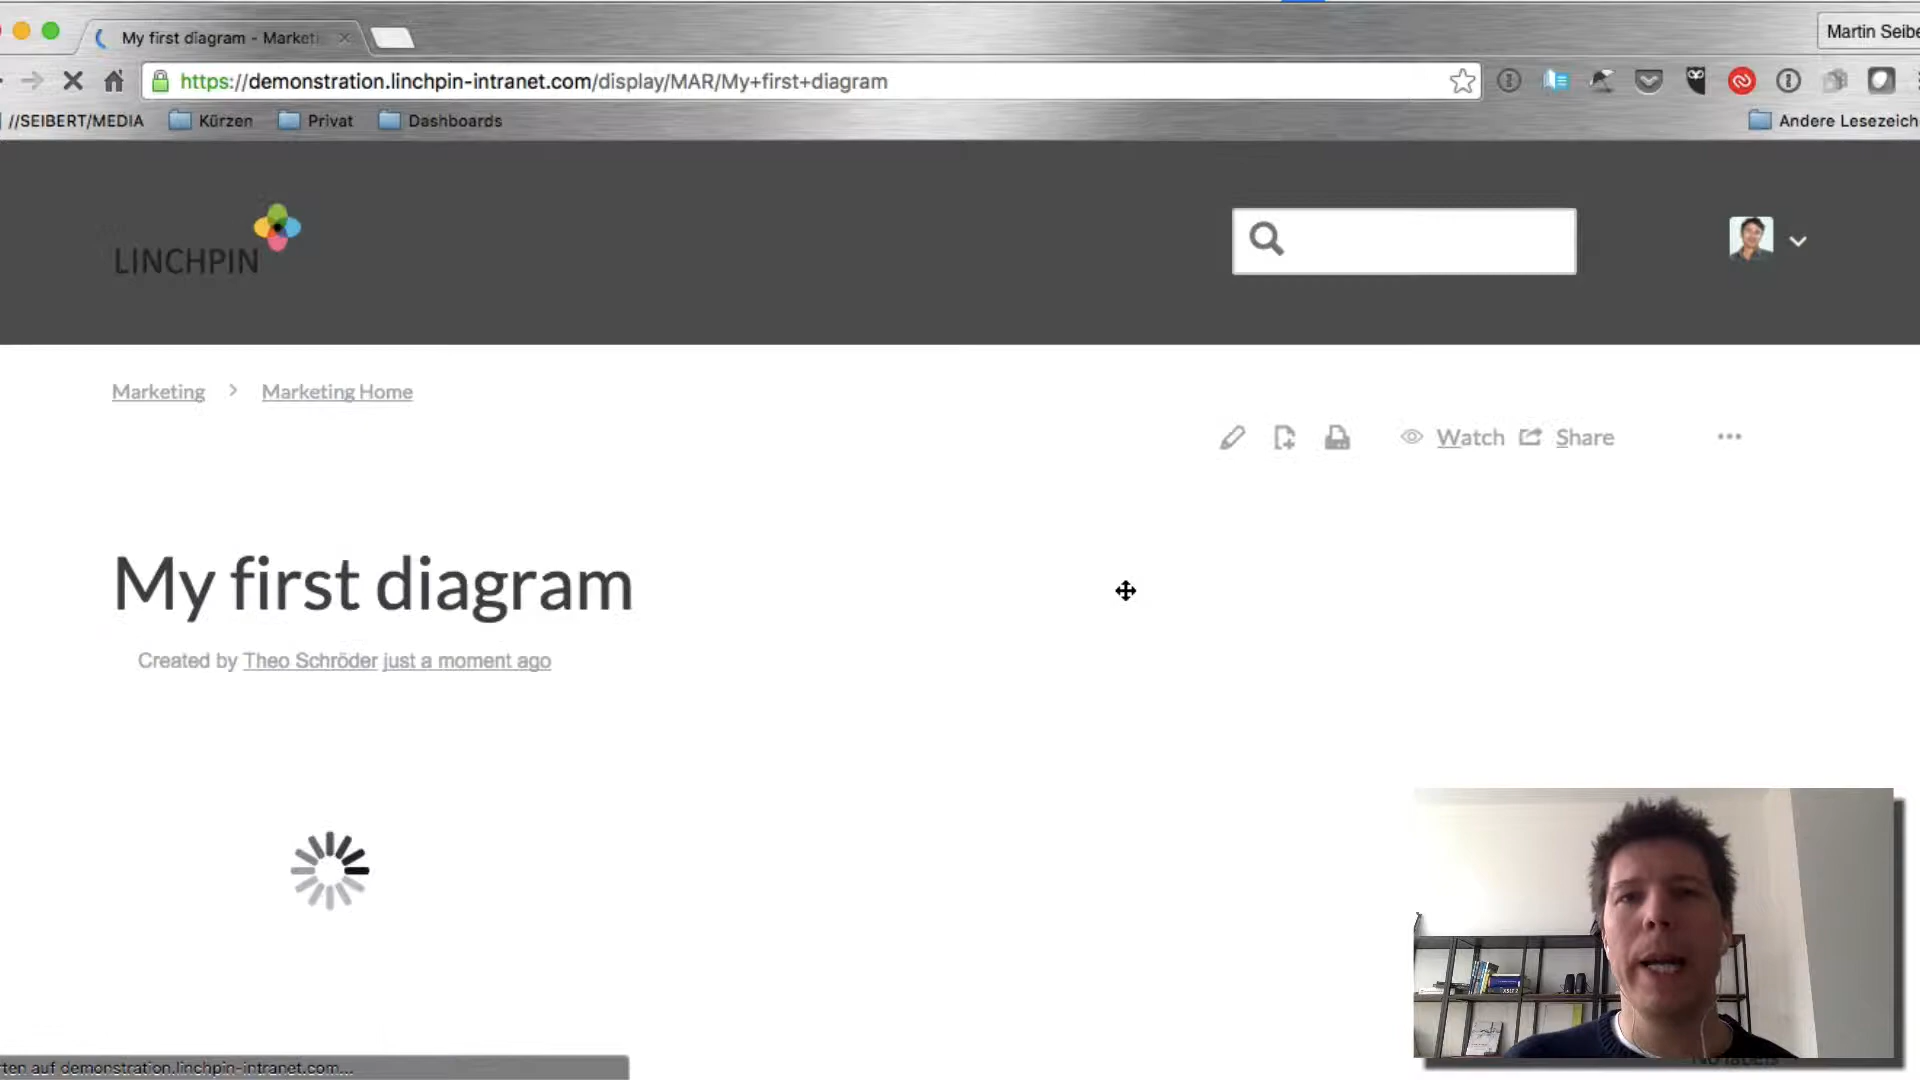 My first diagram - Marketi
Martin Seibe
https://demonstration.linchpin-intranet.com/display/MAR/My+first+diagram
//SEIBERT/MEDIA
Kürzen
Privat
Dashboards
Andere Lesezeich
LINCHPIN
Marketing > Marketing Home
Watch
Share
My first diagram
Created by Theo Schröder just a moment ago
rten auf demonstration.linchpin-intranet.com...